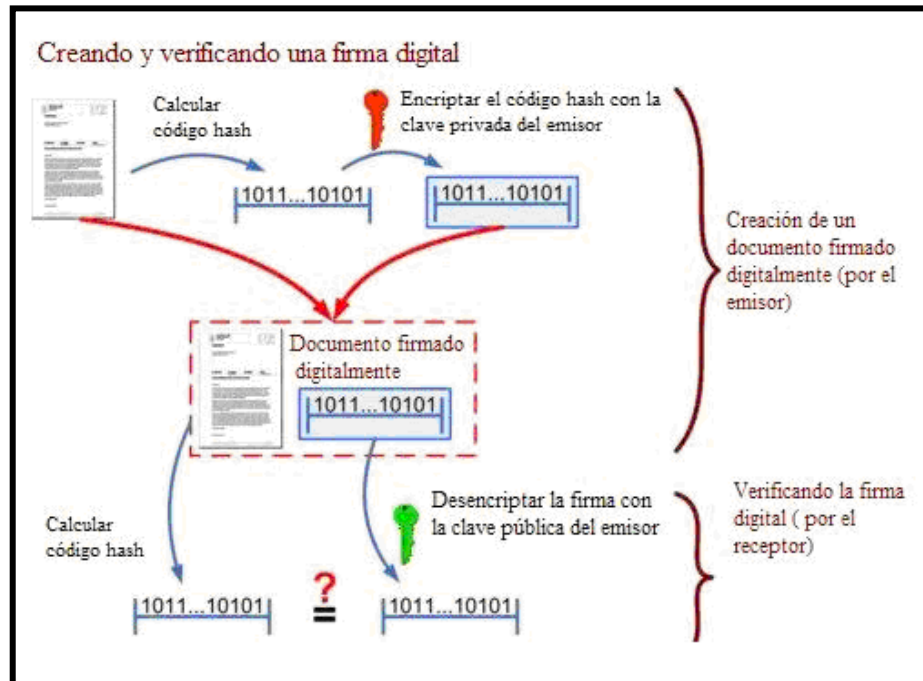 Creando y verificando una firma digital
Calcular
código hash
Encriptar el código hash con la
clave privada del emisor
1011...10101
1011...10101
Creación de un
documento firmado
digitalmente (por el
emisor)
Documento firmado
digitalmente
1011...10101
Calcular
código hash
Desencriptar la firma con
la clave pública del emisor
Verificando la firma
digital ( por el
receptor)
1011...10101
?
=
1011...10101